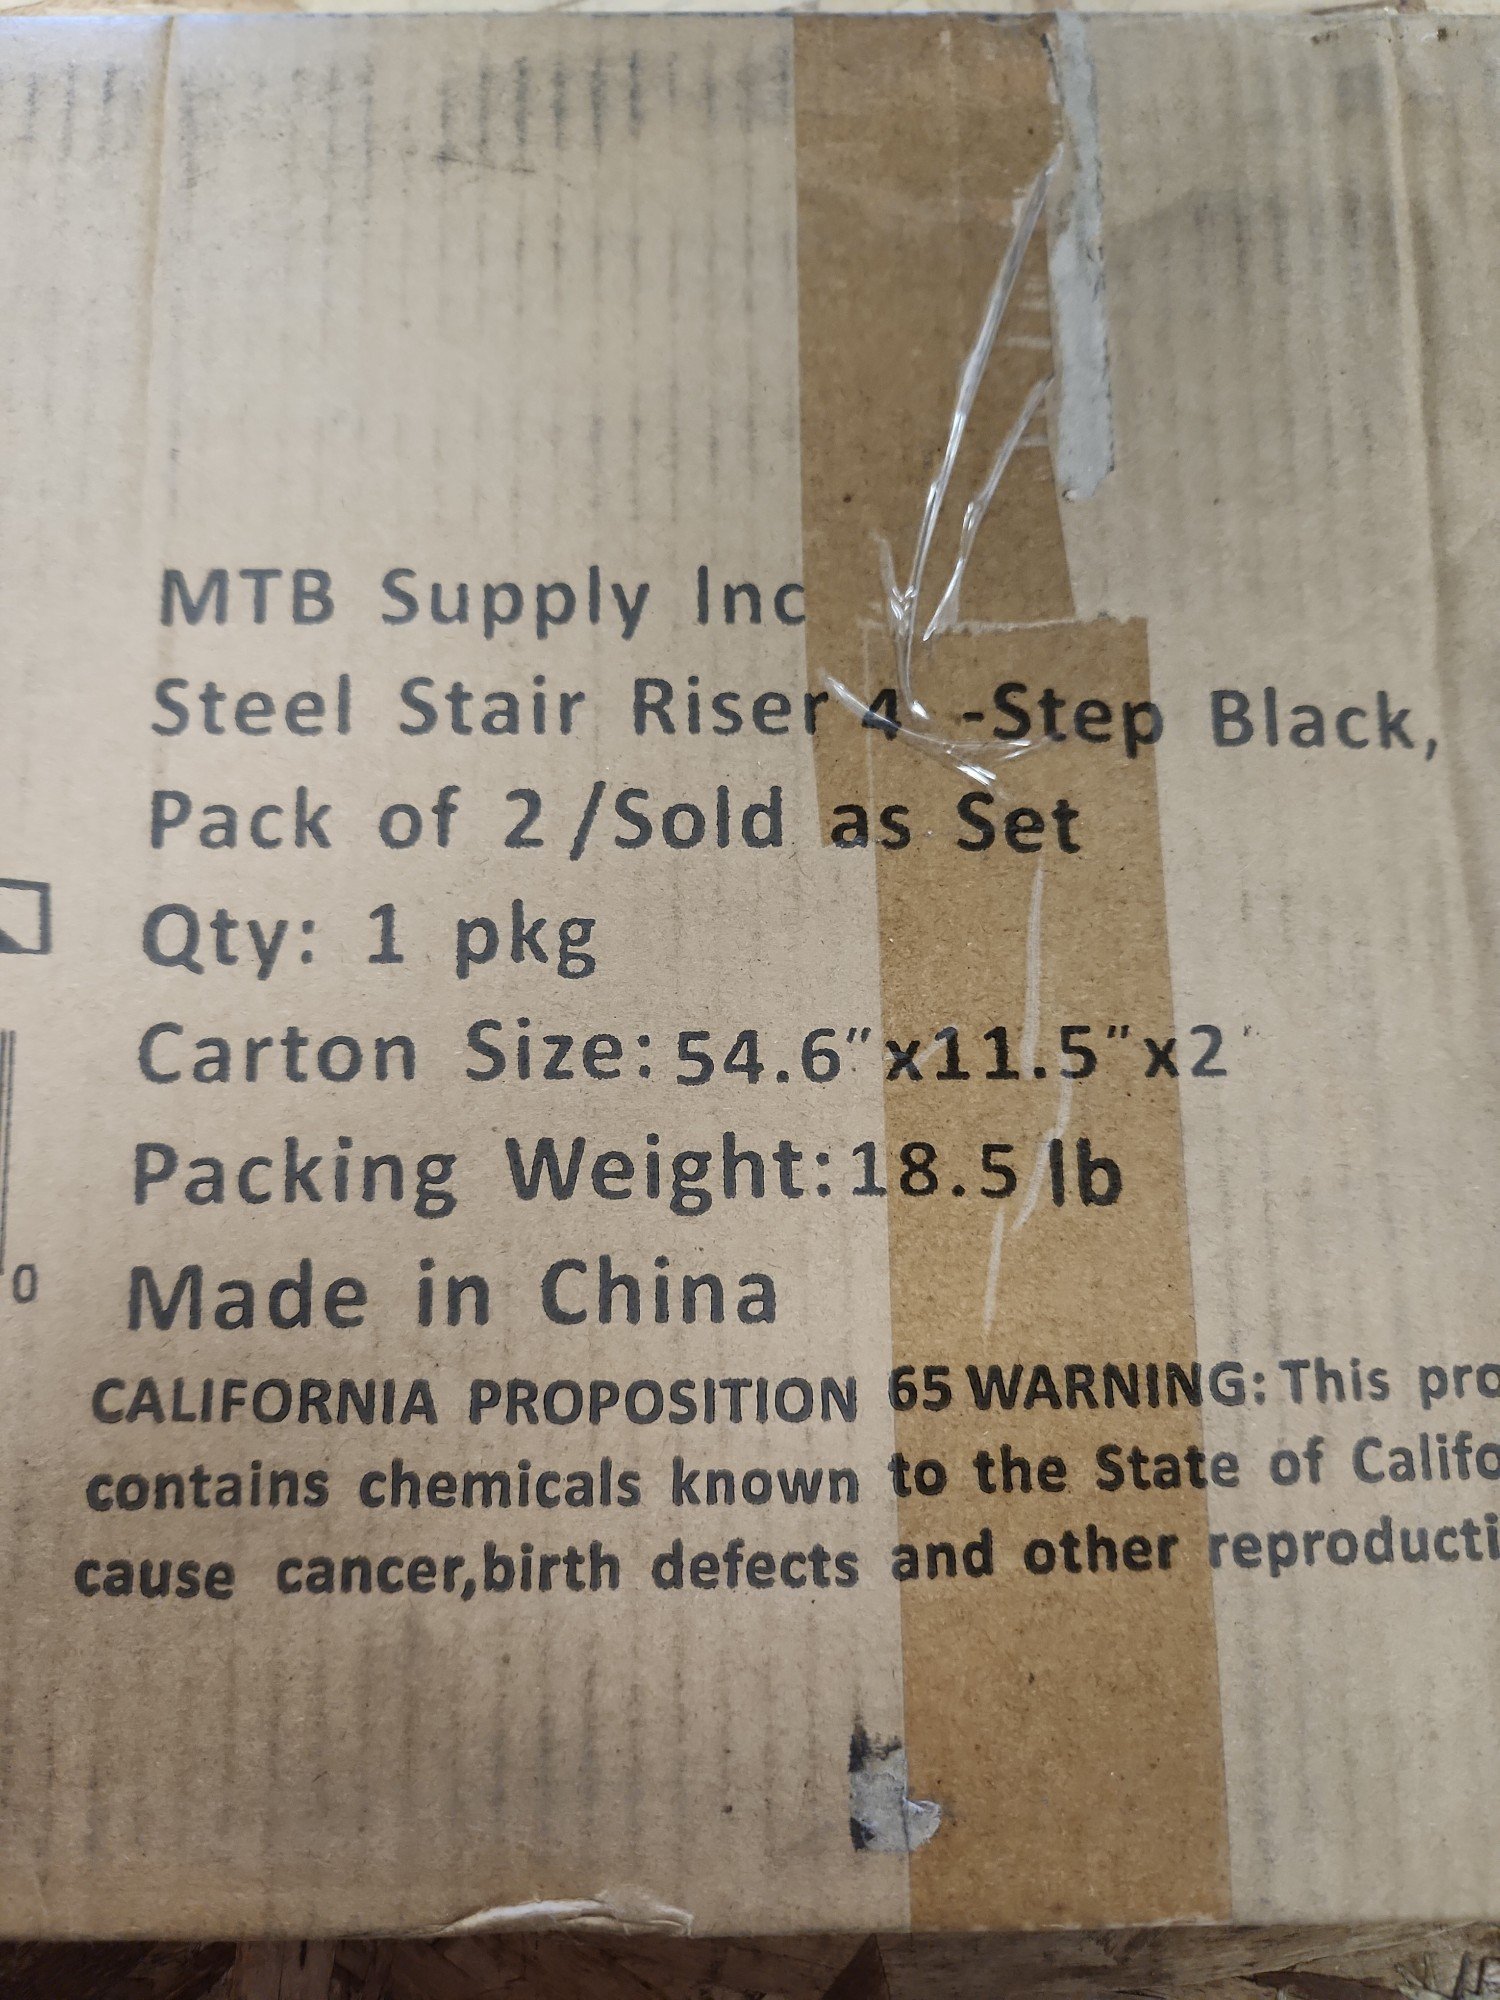 MTB Supply Inc
Steel Stair Riser 4 -Step Black,
Pack of 2 /Sold as Set
Qty: 1 pkg
Carton Size: 54.6"x11.5"x2"
Packing Weight:18.5 lb
Made in China
0
CALIFORNIA PROPOSITION 65 WARNING: This pro
contains chemicals known to the State of Califo
cause cancer,birth defects and other reproducti